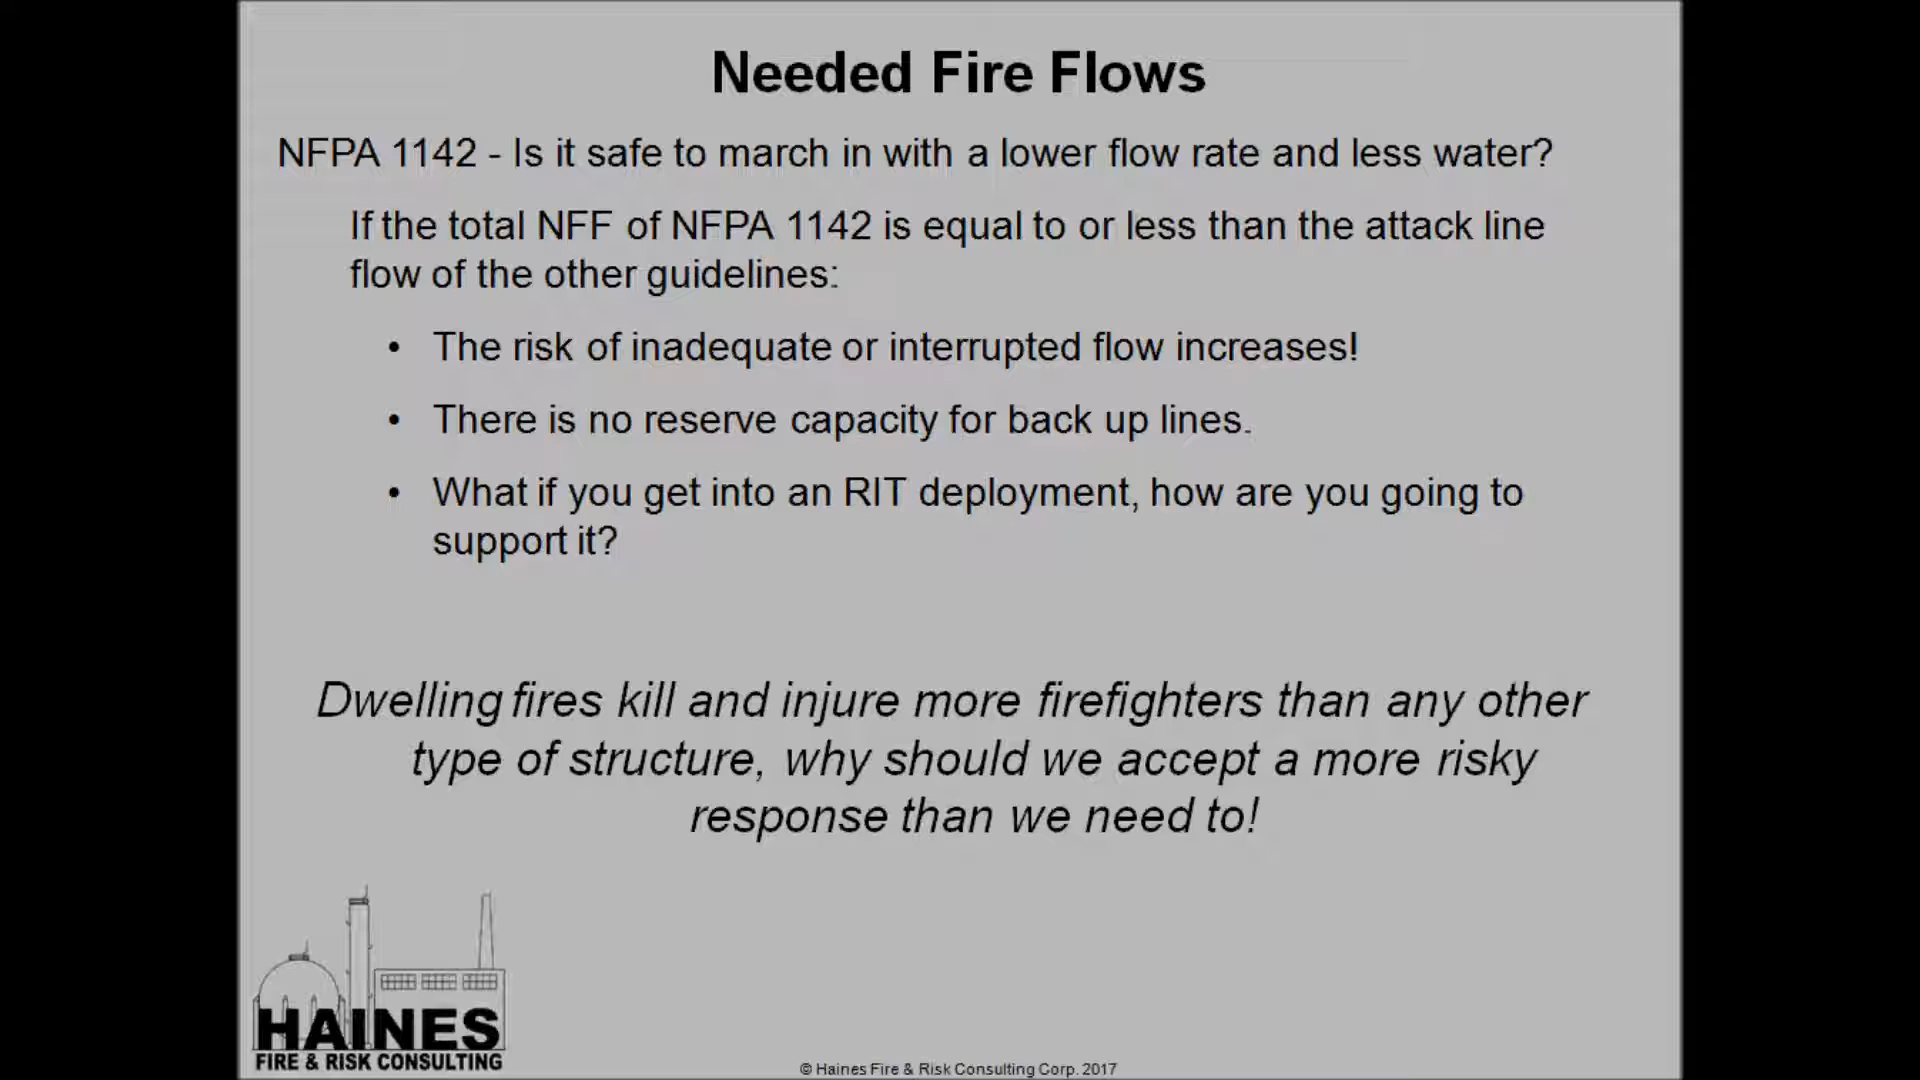 Needed Fire Flows
NFPA 1142 - Is it safe to march in with a lower flow rate and less water?
If the total NFF of NFPA 1142 is equal to or less than the attack line
flow of the other guidelines:
• The risk of inadequate or interrupted flow increases!
• There is no reserve capacity for back up lines.
• What if you get into an RIT deployment, how are you going to
support it?
Dwelling fires kill and injure more firefighters than any other
type of structure, why should we accept a more risky
response than we need to!
HAINES
FIRE & RISK CONSULTING
© Haines Fire & Risk Consulting Corp. 2017